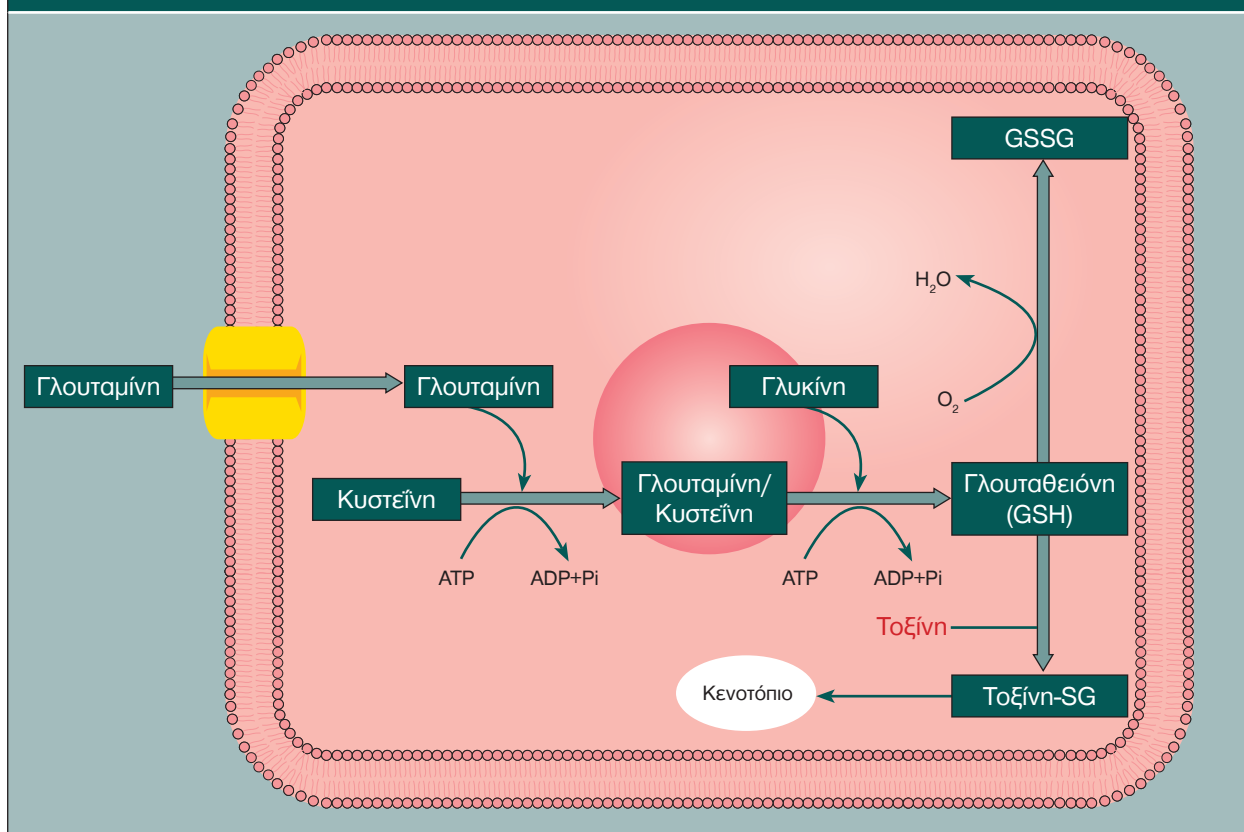 GSSG
H₂O
O₂
Γλουταμίνη
Γλουταμίνη
Γλυκίνη
Κυστεΐνη
Γλουταμίνη/
Κυστεΐνη
Γλουταθειόνη
(GSH)
ATP
ADP+Pi
ATP
ADP+Pi
Τοξίνη
Κενοτόπιο
Τοξίνη-SG